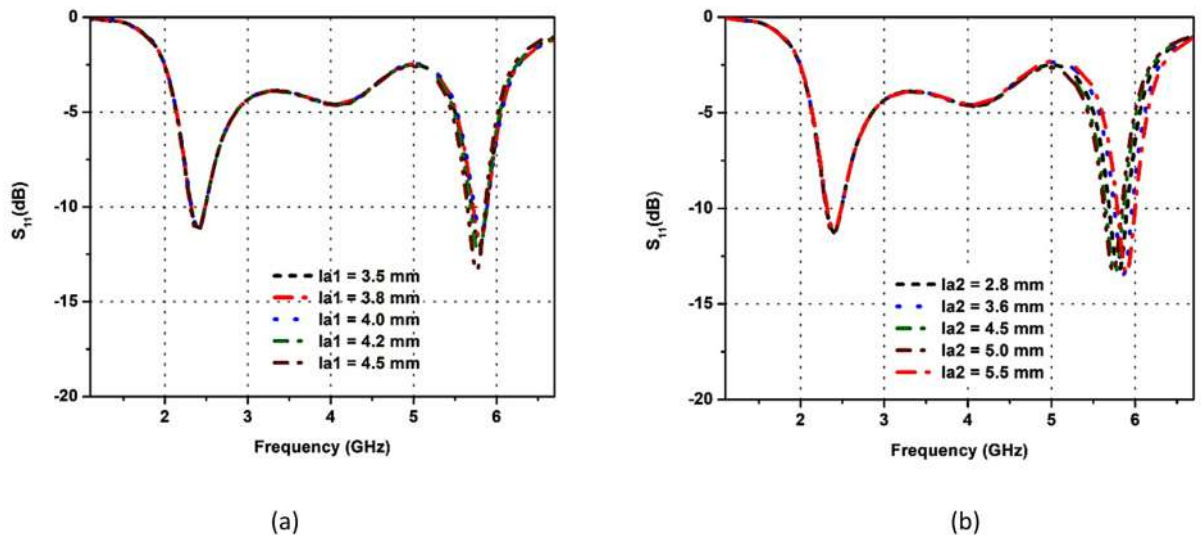 0
-5
-10
-15
-20
S11(dB)
la1 = 3.5 mm
la1 = 3.8 mm
la1 = 4.0 mm
la1 = 4.2 mm
la1 = 4.5 mm
2 3 4 5 6
Frequency (GHz)
(a)
0
-5
-10
-15
-20
S11(dB)
la2 = 2.8 mm
la2 = 3.6 mm
la2 = 4.5 mm
la2 = 5.0 mm
la2 = 5.5 mm
2 3 4 5 6
Frequency (GHz)
(b)